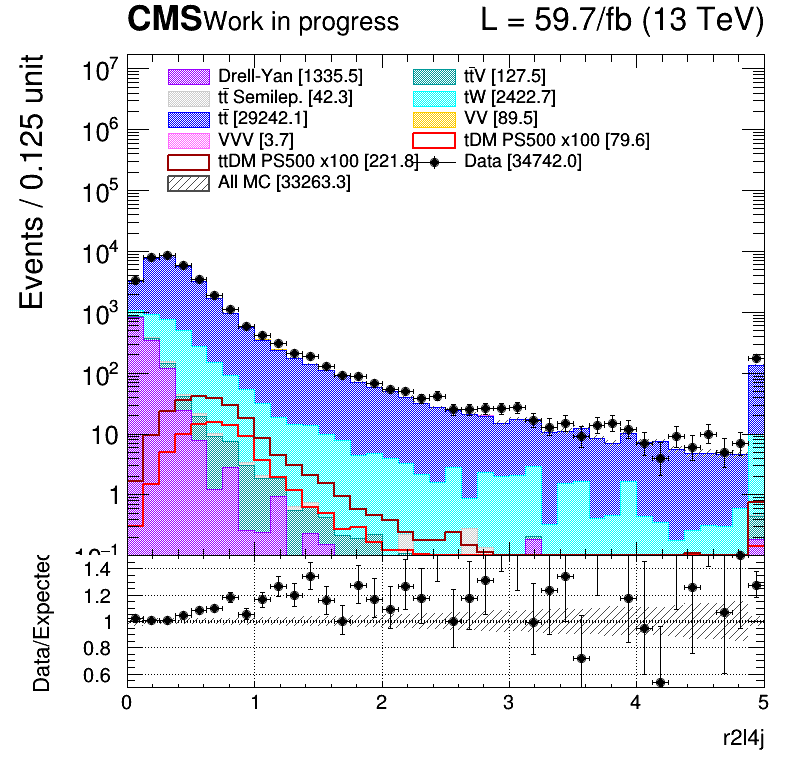 CMS Work in progress L = 59.7/fb (13 TeV)
Events / 0.125 unit
10⁷
10⁶
10⁵
10⁴
10³
10²
10
1
10⁻¹
Drell-Yan [1335.5] tt̄V [127.5]
tt̄ Semilep. [42.3] tW [2422.7]
tt̄ [29242.1] VV [89.5]
VVV [3.7] tDM PS500 x100 [79.6]
ttDM PS500 x100 [221.8] Data [34742.0]
All MC [33263.3]
Data/Expected
1.4
1.2
1
0.8
0.6
0 1 2 3 4 5
r2l4j